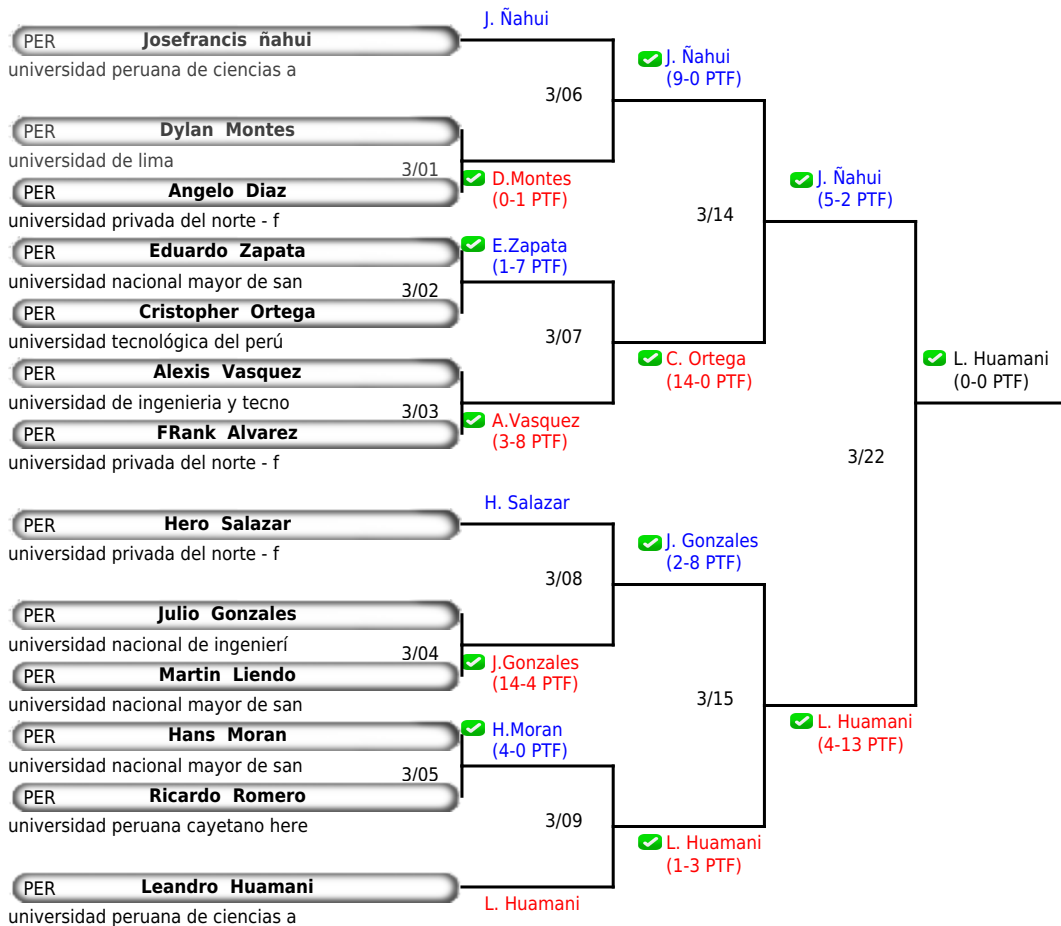 J. Ñahui
PER Josefrancis ñahui
universidad peruana de ciencias a
J. Ñahui
(9-0 PTF)
3/06
PER Dylan Montes
universidad de lima
3/01
D.Montes
(0-1 PTF)
PER Angelo Diaz
universidad privada del norte - f
J. Ñahui
(5-2 PTF)
3/14
PER Eduardo Zapata
universidad nacional mayor de san
E.Zapata
(1-7 PTF)
3/02
PER Cristopher Ortega
universidad tecnológica del perú
3/07
C. Ortega
(14-0 PTF)
PER Alexis Vasquez
universidad de ingenieria y tecno
3/03
A.Vasquez
(3-8 PTF)
PER FRank Alvarez
universidad privada del norte - f
L. Huamani
(0-0 PTF)
3/22
H. Salazar
PER Hero Salazar
universidad privada del norte - f
J. Gonzales
(2-8 PTF)
3/08
PER Julio Gonzales
universidad nacional de ingenierí
3/04
J.Gonzales
(14-4 PTF)
PER Martin Liendo
universidad nacional mayor de san
3/15
L. Huamani
(4-13 PTF)
PER Hans Moran
universidad nacional mayor de san
H.Moran
(4-0 PTF)
3/05
PER Ricardo Romero
universidad peruana cayetano here
3/09
L. Huamani
(1-3 PTF)
PER Leandro Huamani
universidad peruana de ciencias a
L. Huamani